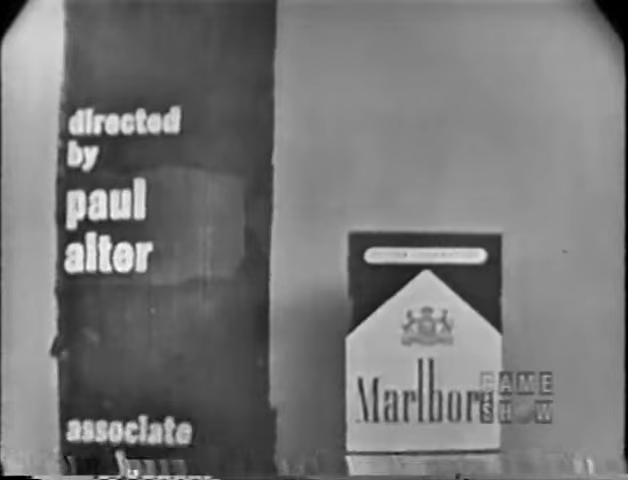 directed
by
paul
alter
associate
Marlboro
GAME
SHOW